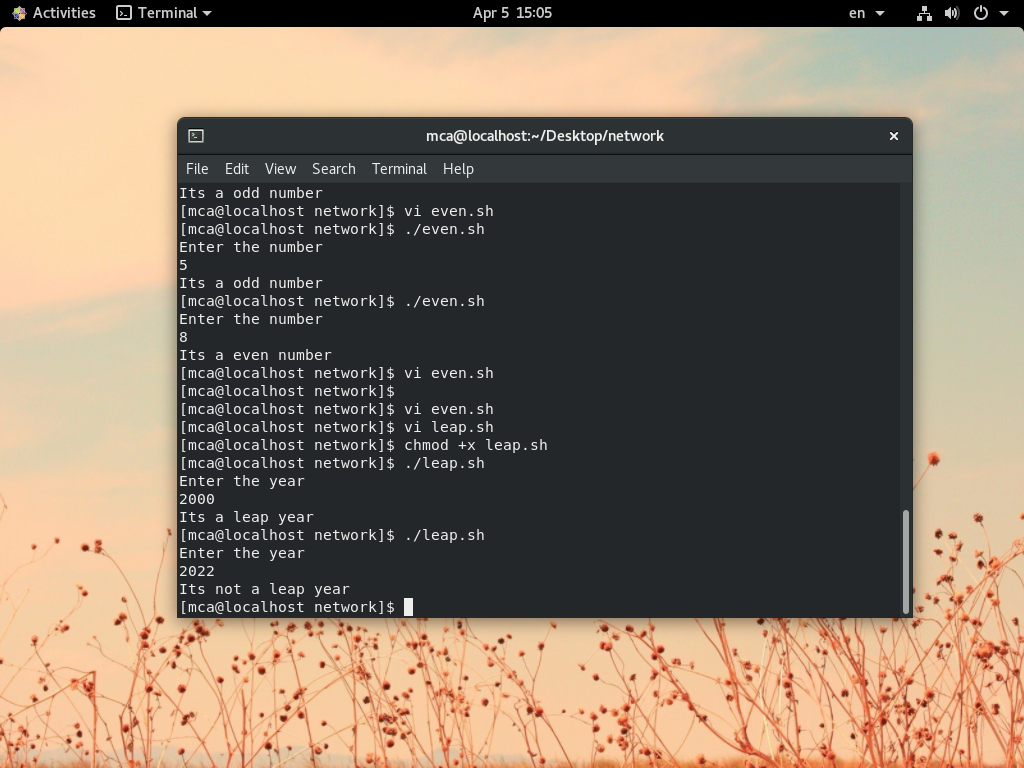 Activities Terminal Apr 5 15:05 en
mca@localhost:~/Desktop/network
File Edit View Search Terminal Help
Its a odd number
[mca@localhost network]$ vi even.sh
[mca@localhost network]$ ./even.sh
Enter the number
5
Its a odd number
[mca@localhost network]$ ./even.sh
Enter the number
8
Its a even number
[mca@localhost network]$ vi even.sh
[mca@localhost network]$
[mca@localhost network]$ vi even.sh
[mca@localhost network]$ vi leap.sh
[mca@localhost network]$ chmod +x leap.sh
[mca@localhost network]$ ./leap.sh
Enter the year
2000
Its a leap year
[mca@localhost network]$ ./leap.sh
Enter the year
2022
Its not a leap year
[mca@localhost network]$